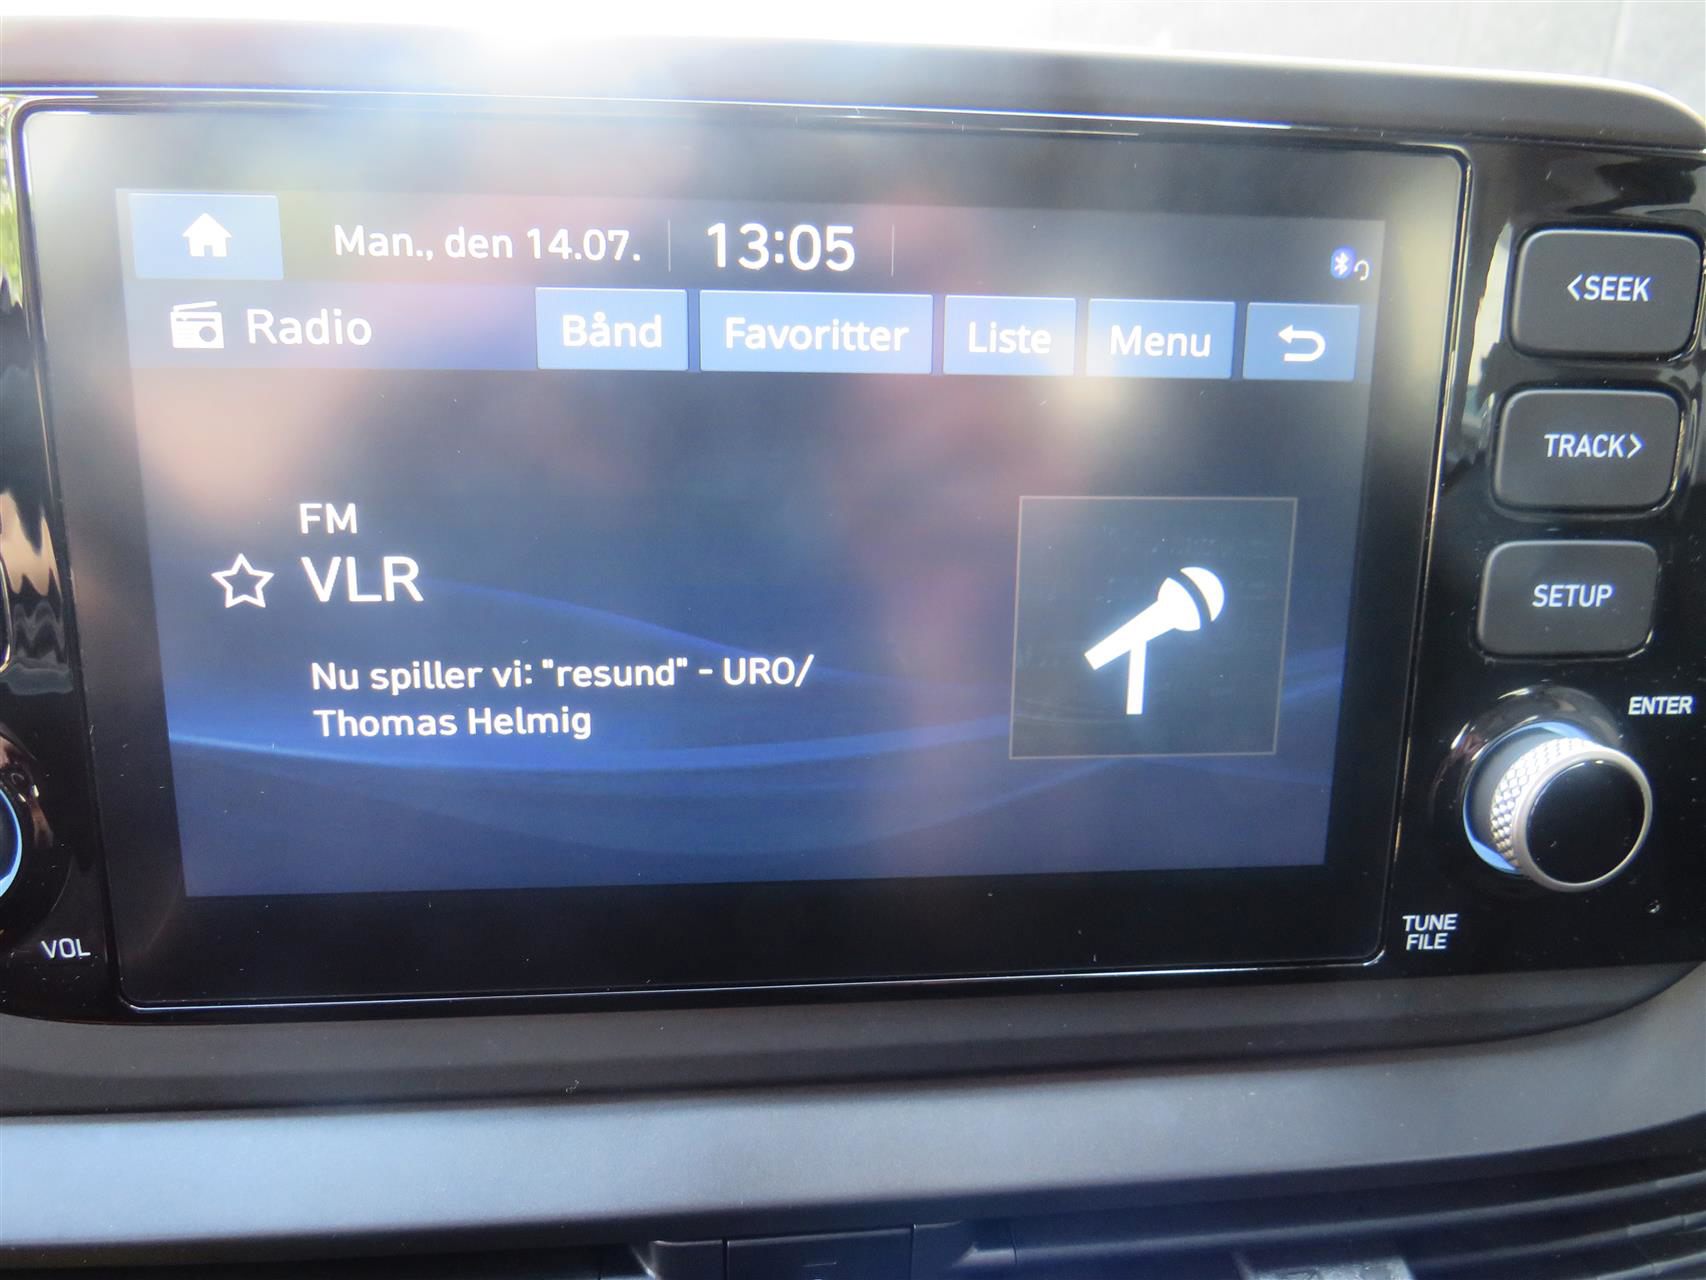 Man., den 14.07. 13:05
Radio Bånd Favoritter Liste Menu
FM
VLR
Nu spiller vi: "resund" - URO/
Thomas Helmig
<SEEK
TRACK>
SETUP
ENTER
TUNE
FILE
VOL